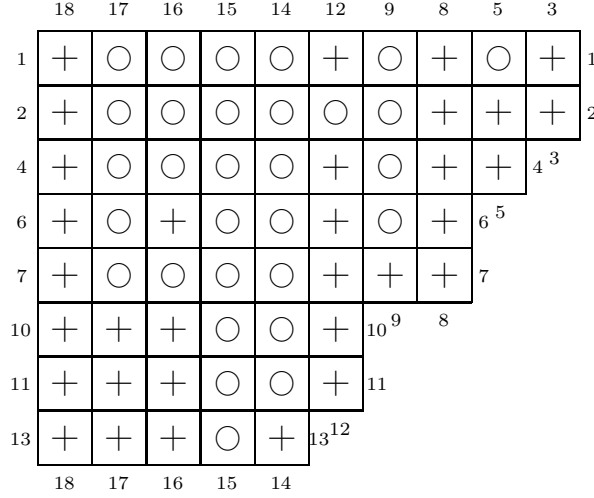 18 17 16 15 14 12 9 8 5 3
1 + ○ ○ ○ ○ + ○ + ○ + 1
2 + ○ ○ ○ ○ ○ ○ + + + 2
4 + ○ ○ ○ ○ + ○ + + 4 3
6 + ○ + ○ ○ + ○ + 6 5
7 + ○ ○ ○ ○ + + + 7
10 + + + ○ ○ + 10 9 8
11 + + + ○ ○ + 11
13 + + + ○ + 13 12
18 17 16 15 14